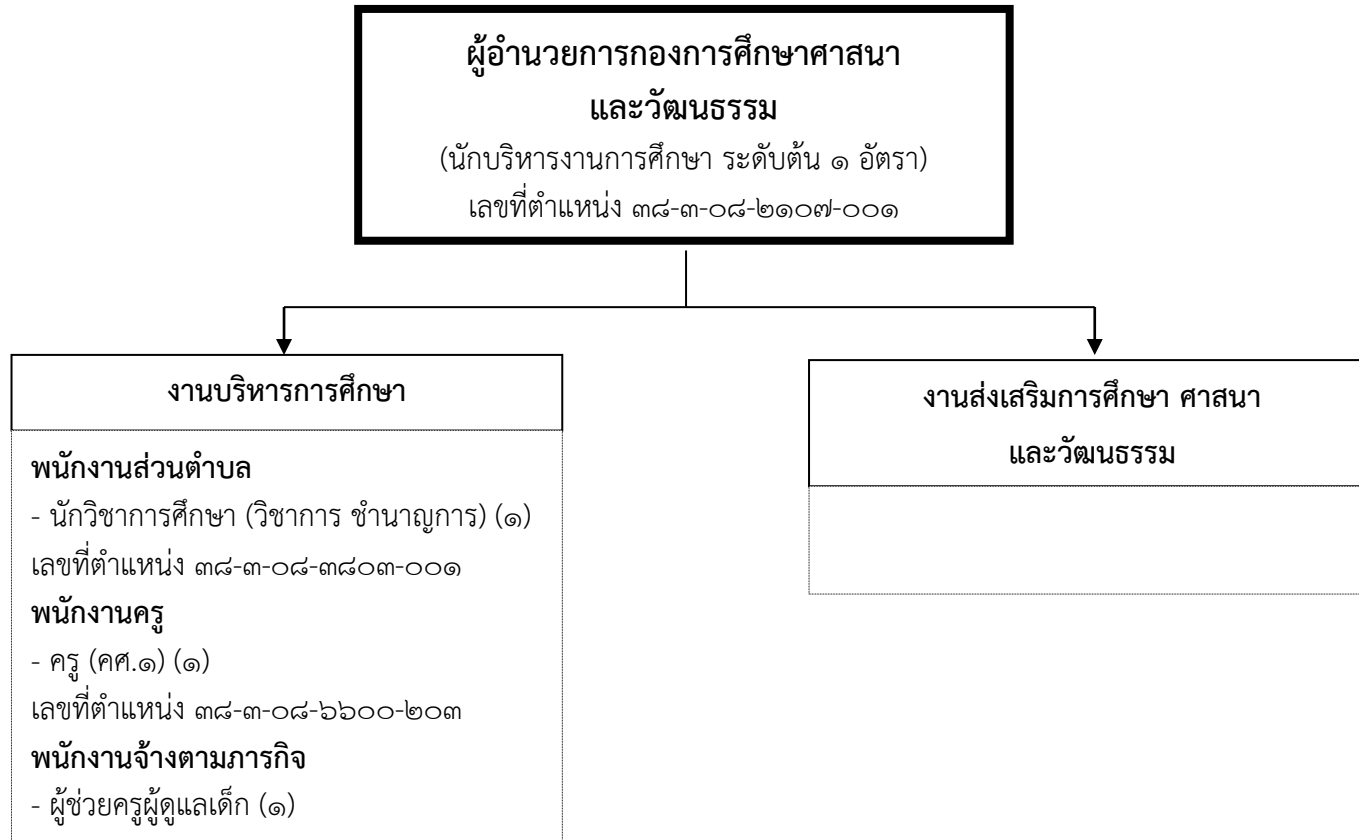 ผู้อำนวยการกองการศึกษาศาสนา
และวัฒนธรรม
(นักบริหารงานการศึกษา ระดับต้น ๑ อัตรา)
เลขที่ตำแหน่ง ๓๘-๓-๐๘-๒๑๐๗-๐๐๑
งานบริหารการศึกษา
พนักงานส่วนตำบล
- นักวิชาการศึกษา (วิชาการ ชำนาญการ) (๑)
เลขที่ตำแหน่ง ๓๘-๓-๐๘-๓๘๐๓-๐๐๑
พนักงานครู
- ครู (คศ.๑) (๑)
เลขที่ตำแหน่ง ๓๘-๓-๐๘-๖๖๐๐-๒๐๓
พนักงานจ้างตามภารกิจ
- ผู้ช่วยครูผู้ดูแลเด็ก (๑)
งานส่งเสริมการศึกษา ศาสนา
และวัฒนธรรม